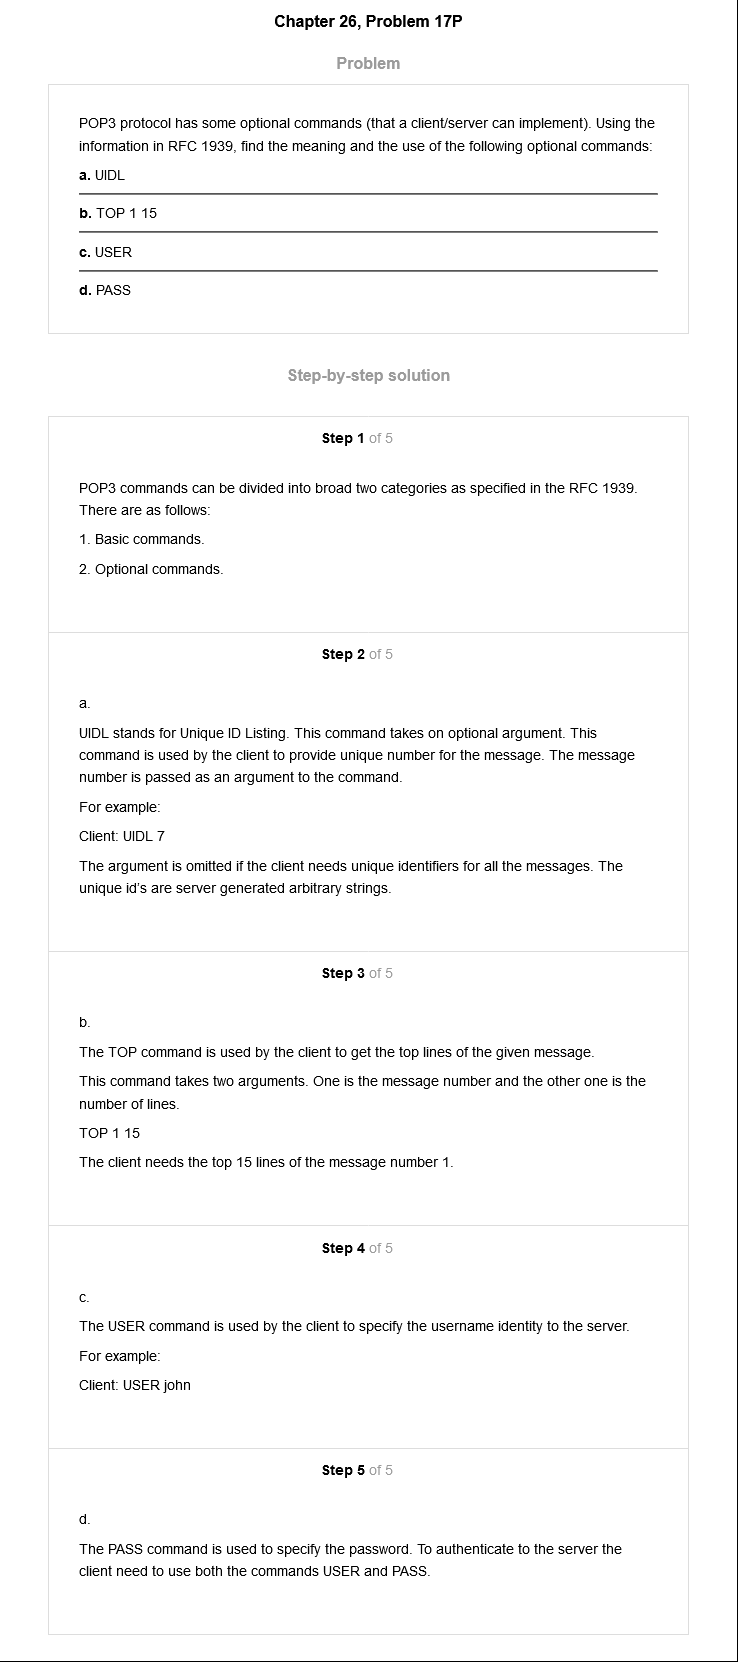 Chapter 26, Problem 17P
Problem
POP3 protocol has some optional commands (that a client/server can implement). Using the
information in RFC 1939, find the meaning and the use of the following optional commands:
a. UIDL
b. TOP 1 15
c. USER
d. PASS
Step-by-step solution
Step 1 of 5
POP3 commands can be divided into broad two categories as specified in the RFC 1939.
There are as follows:
1. Basic commands.
2. Optional commands.
Step 2 of 5
a.
UIDL stands for Unique ID Listing. This command takes on optional argument. This
command is used by the client to provide unique number for the message. The message
number is passed as an argument to the command.
For example:
Client: UIDL 7
The argument is omitted if the client needs unique identifiers for all the messages. The
unique id's are server generated arbitrary strings.
Step 3 of 5
b.
The TOP command is used by the client to get the top lines of the given message.
This command takes two arguments. One is the message number and the other one is the
number of lines.
TOP 1 15
The client needs the top 15 lines of the message number 1.
Step 4 of 5
c.
The USER command is used by the client to specify the username identity to the server.
For example:
Client: USER john
Step 5 of 5
d.
The PASS command is used to specify the password. To authenticate to the server the
client need to use both the commands USER and PASS.